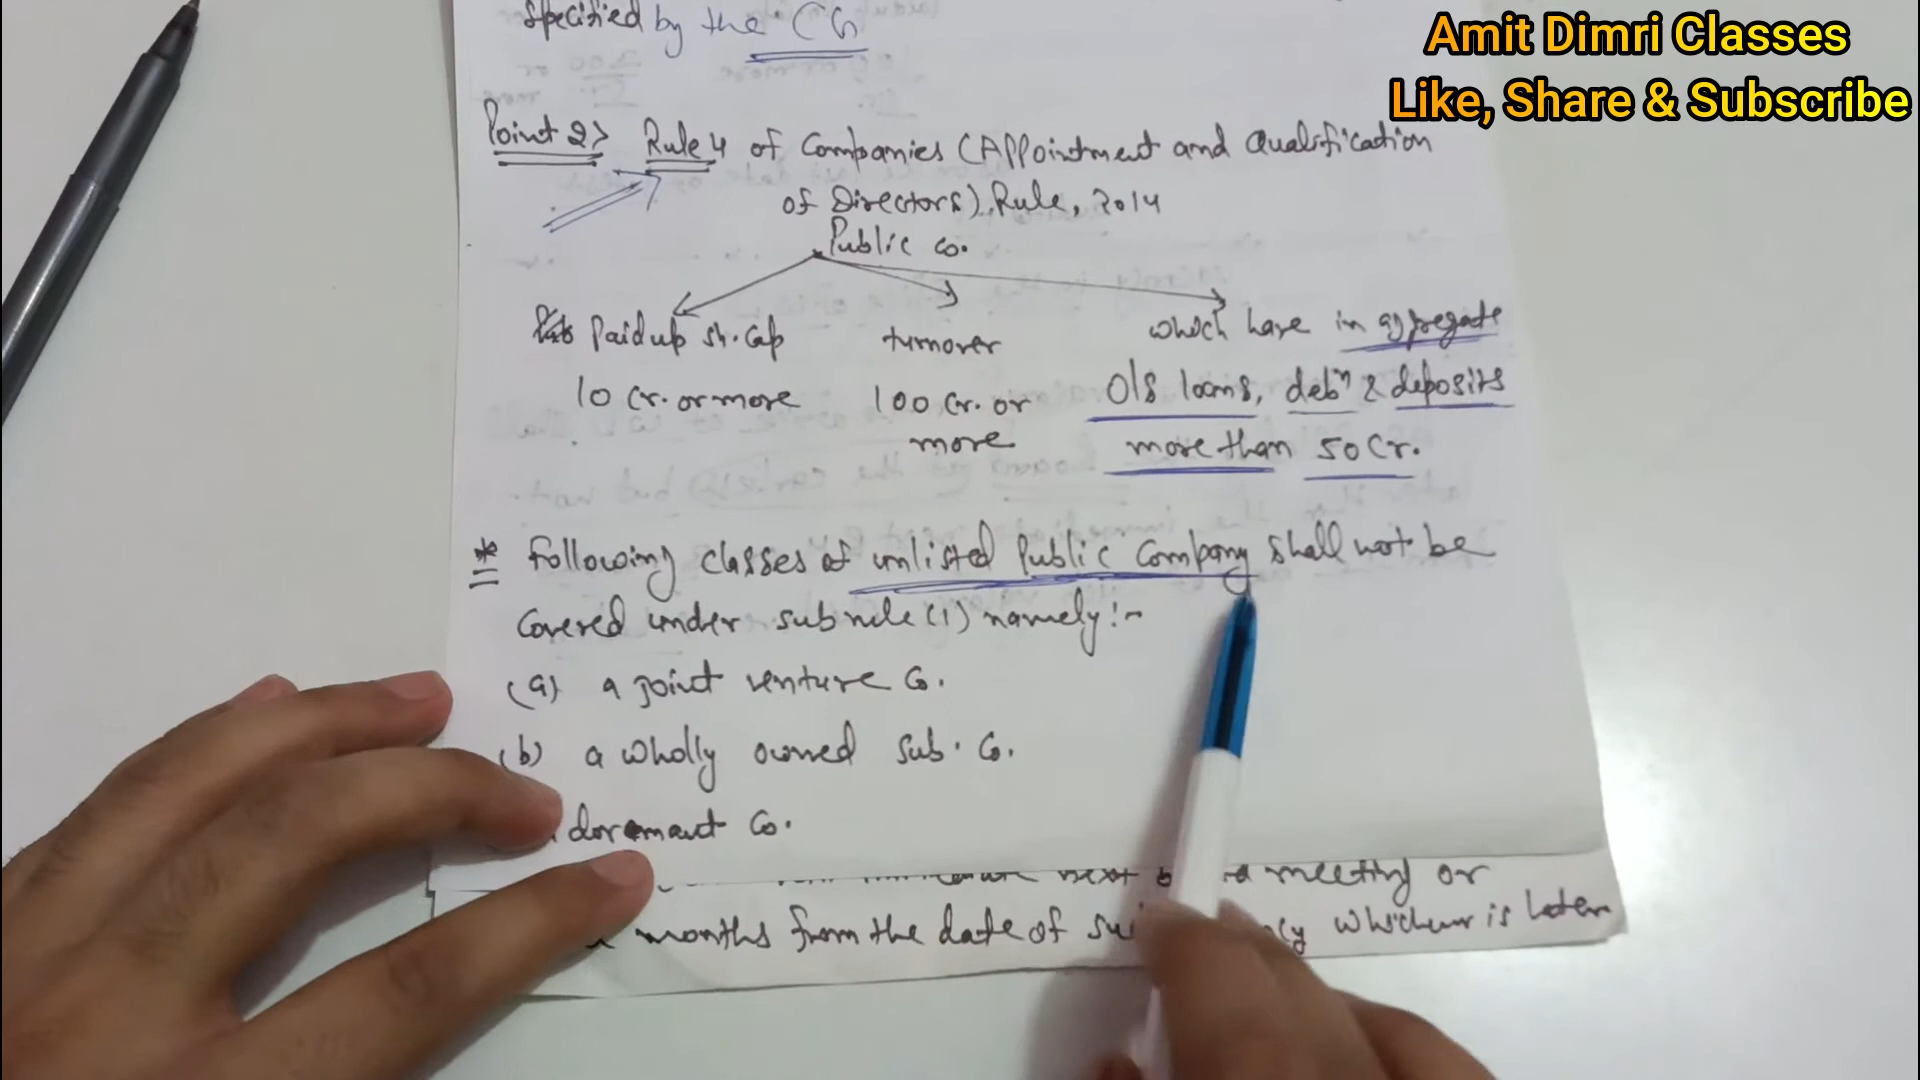 Amit Dimri Classes
Like, Share & Subscribe
Specified by the CG
Point 2> Rule 4 of Companies (Appointment and Qualification
of Directors) Rule, 2014
Public co.
Paidup sh. Cap
10 Cr. or more
turnover
100 Cr. or
more
which have in aggregate
O/S loans, debⁿ & deposits
more than 50 Cr.
* Following classes of unlisted Public Company shall not be
Covered under subrule (1) namely:-
(a) a joint venture Co.
(b) a wholly owned sub. Co.
dormant Co.
next meeting or
months from the date of whichever is later